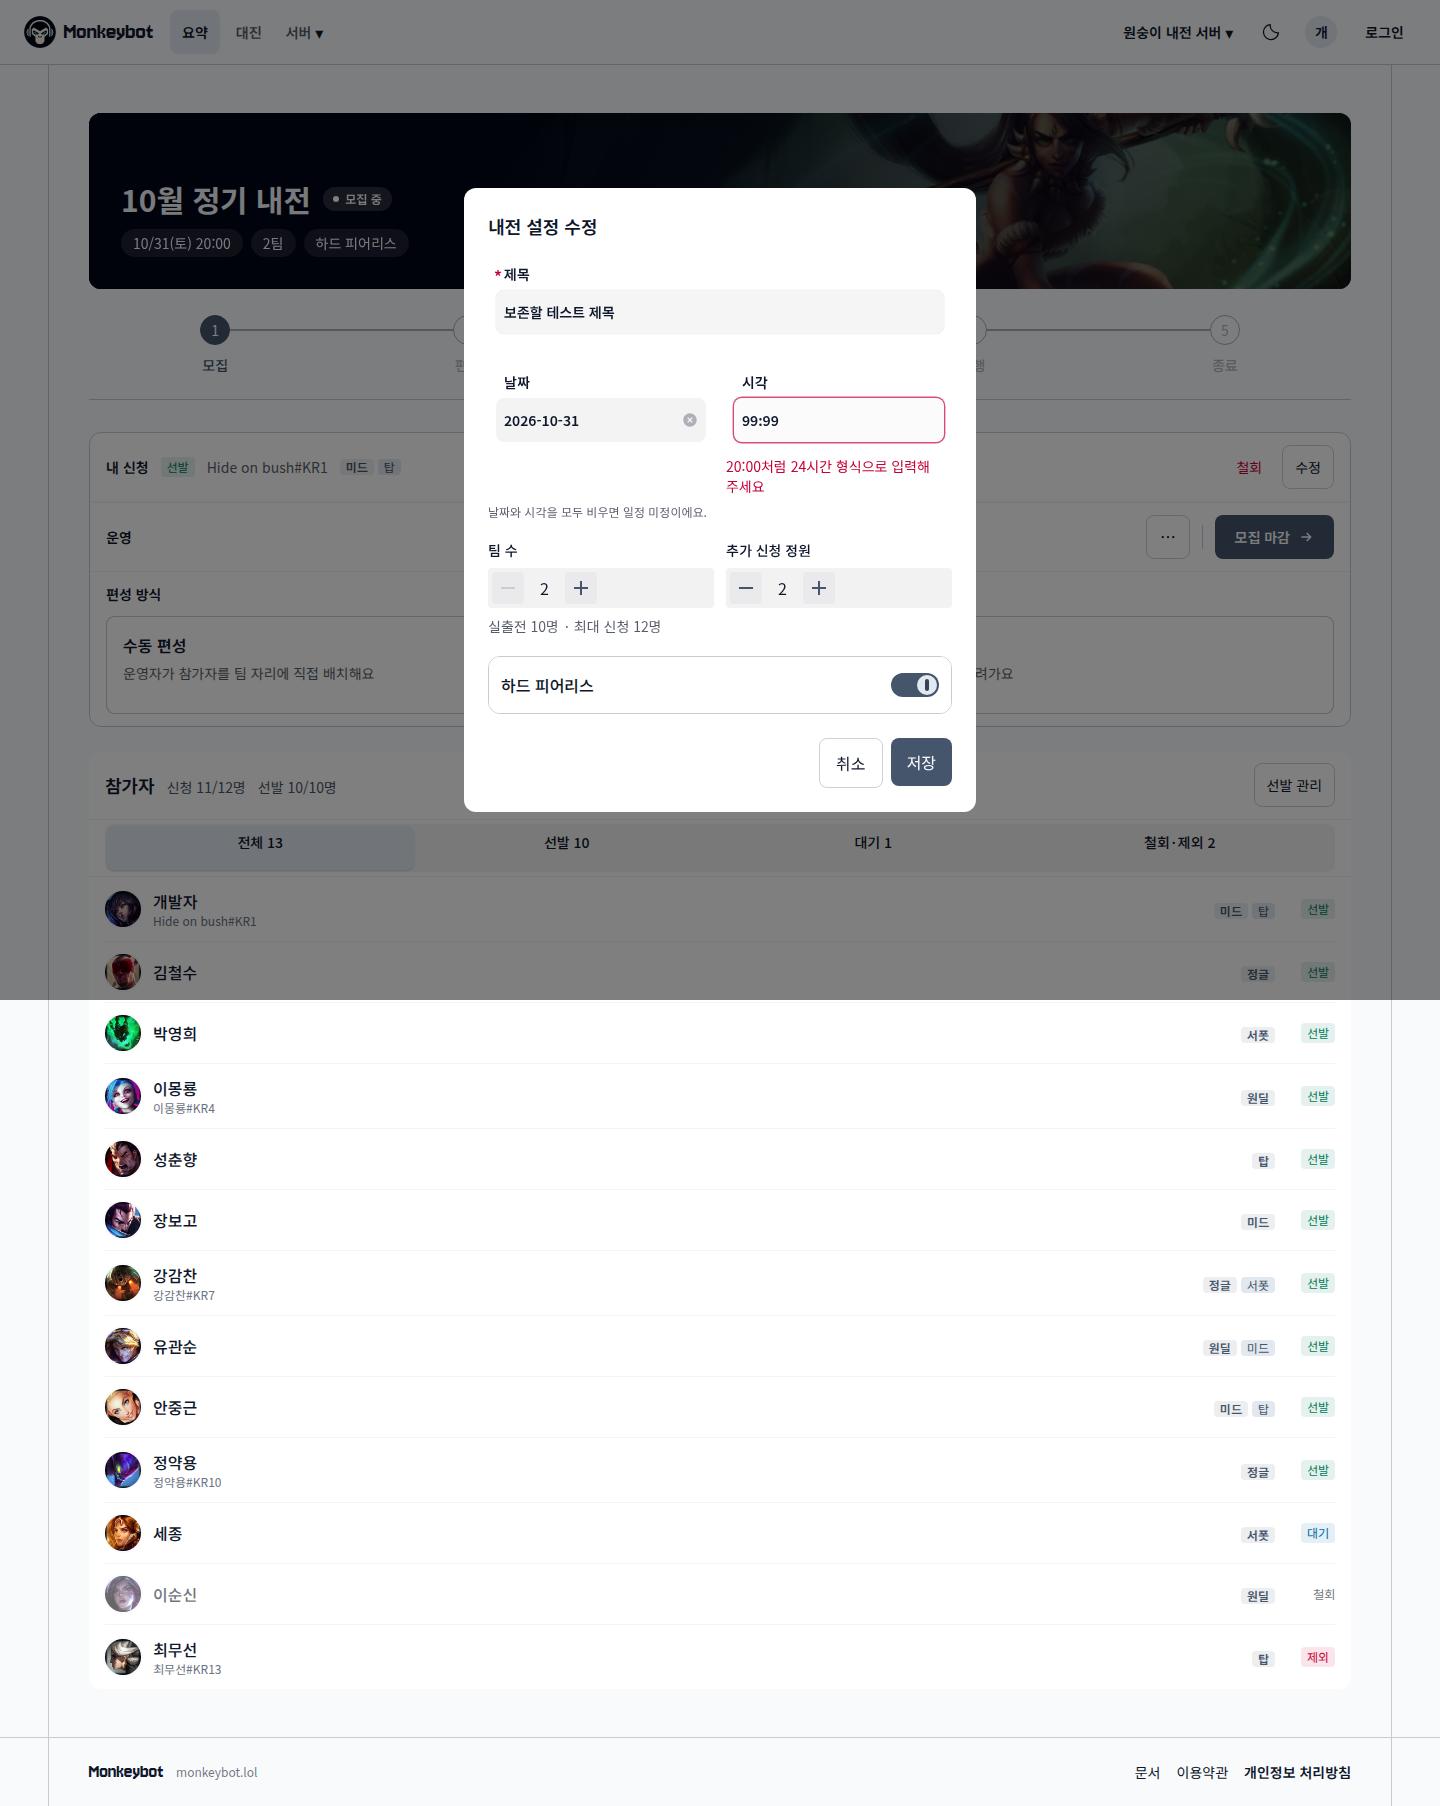 Monkeybot
요약
대진
서버 ▾
원숭이 내전 서버 ▾
개
로그인
10월 정기 내전
모집 중
10/31(토) 20:00
2팀
하드 피어리스
1
5
모집
종료
내 신청
선발
Hide on bush#KR1
미드
탑
철회
수정
운영
⋯
모집 마감 →
편성 방식
수동 편성
운영자가 참가자를 팀 자리에 직접 배치해요
내전 설정 수정
* 제목
보존할 테스트 제목
날짜
시각
2026-10-31
99:99
20:00처럼 24시간 형식으로 입력해
주세요
날짜와 시각을 모두 비우면 일정 미정이에요.
팀 수
추가 신청 정원
− 2 +
− 2 +
실출전 10명 · 최대 신청 12명
하드 피어리스
취소
저장
참가자
신청 11/12명
선발 10/10명
선발 관리
전체 13
선발 10
대기 1
철회·제외 2
개발자
Hide on bush#KR1
미드
탑
선발
김철수
정글
선발
박영희
서폿
선발
이몽룡
이몽룡#KR4
원딜
선발
성춘향
탑
선발
장보고
미드
선발
강감찬
강감찬#KR7
정글
서폿
선발
유관순
원딜
미드
선발
안중근
미드
탑
선발
정약용
정약용#KR10
정글
선발
세종
서폿
대기
이순신
원딜
철회
최무선
최무선#KR13
탑
제외
Monkeybot
monkeybot.lol
문서
이용약관
개인정보 처리방침